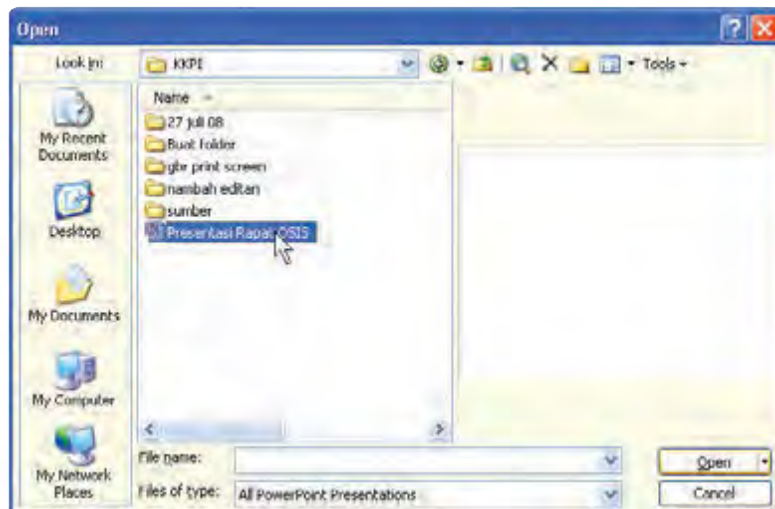 Open
Look in:
KKPI
Tools
My Recent
Documents
Desktop
My Documents
My Computer
My Network
Places
Name
27 juli 08
Buat folder
gbr print screen
nambah editan
sumber
Presentasi Rapat OSIS
File name:
Open
Files of type:
All PowerPoint Presentations
Cancel